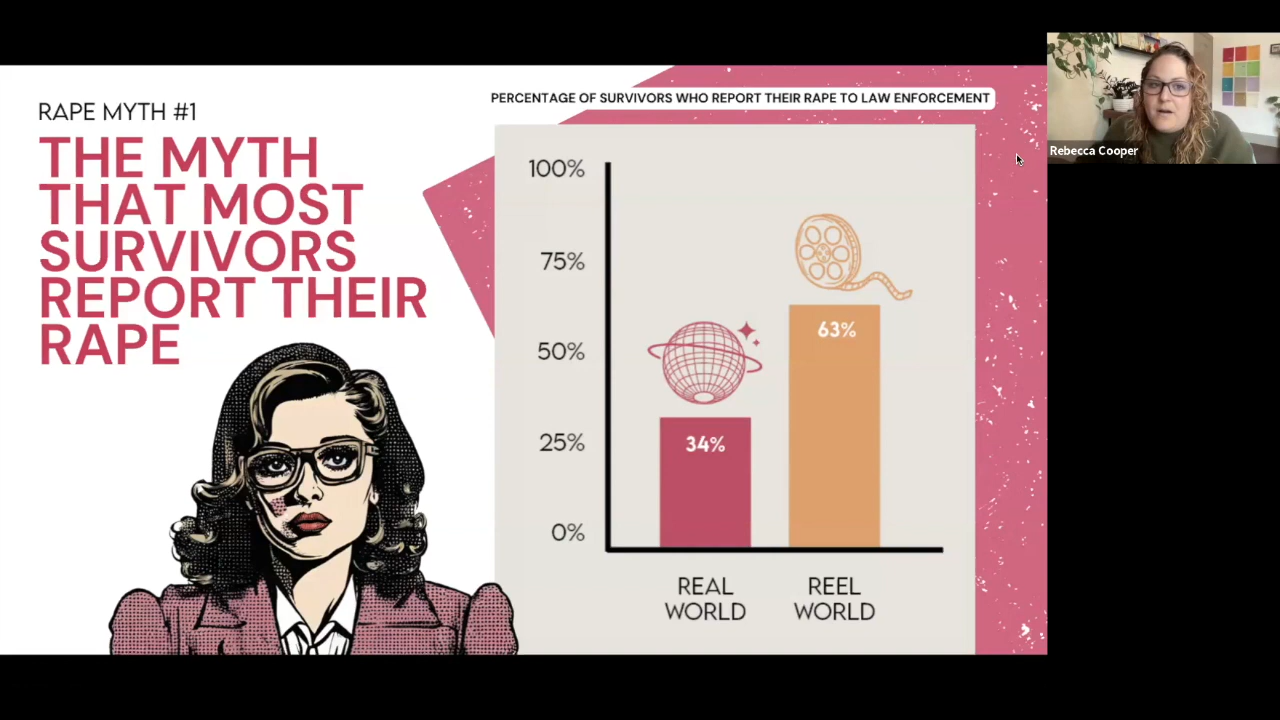 RAPE MYTH #1
THE MYTH
THAT MOST
SURVIVORS
REPORT THEIR
RAPE
PERCENTAGE OF SURVIVORS WHO REPORT THEIR RAPE TO LAW ENFORCEMENT
100%
75%
50%
25%
0%
34%
63%
REAL
WORLD
REEL
WORLD
Rebecca Cooper